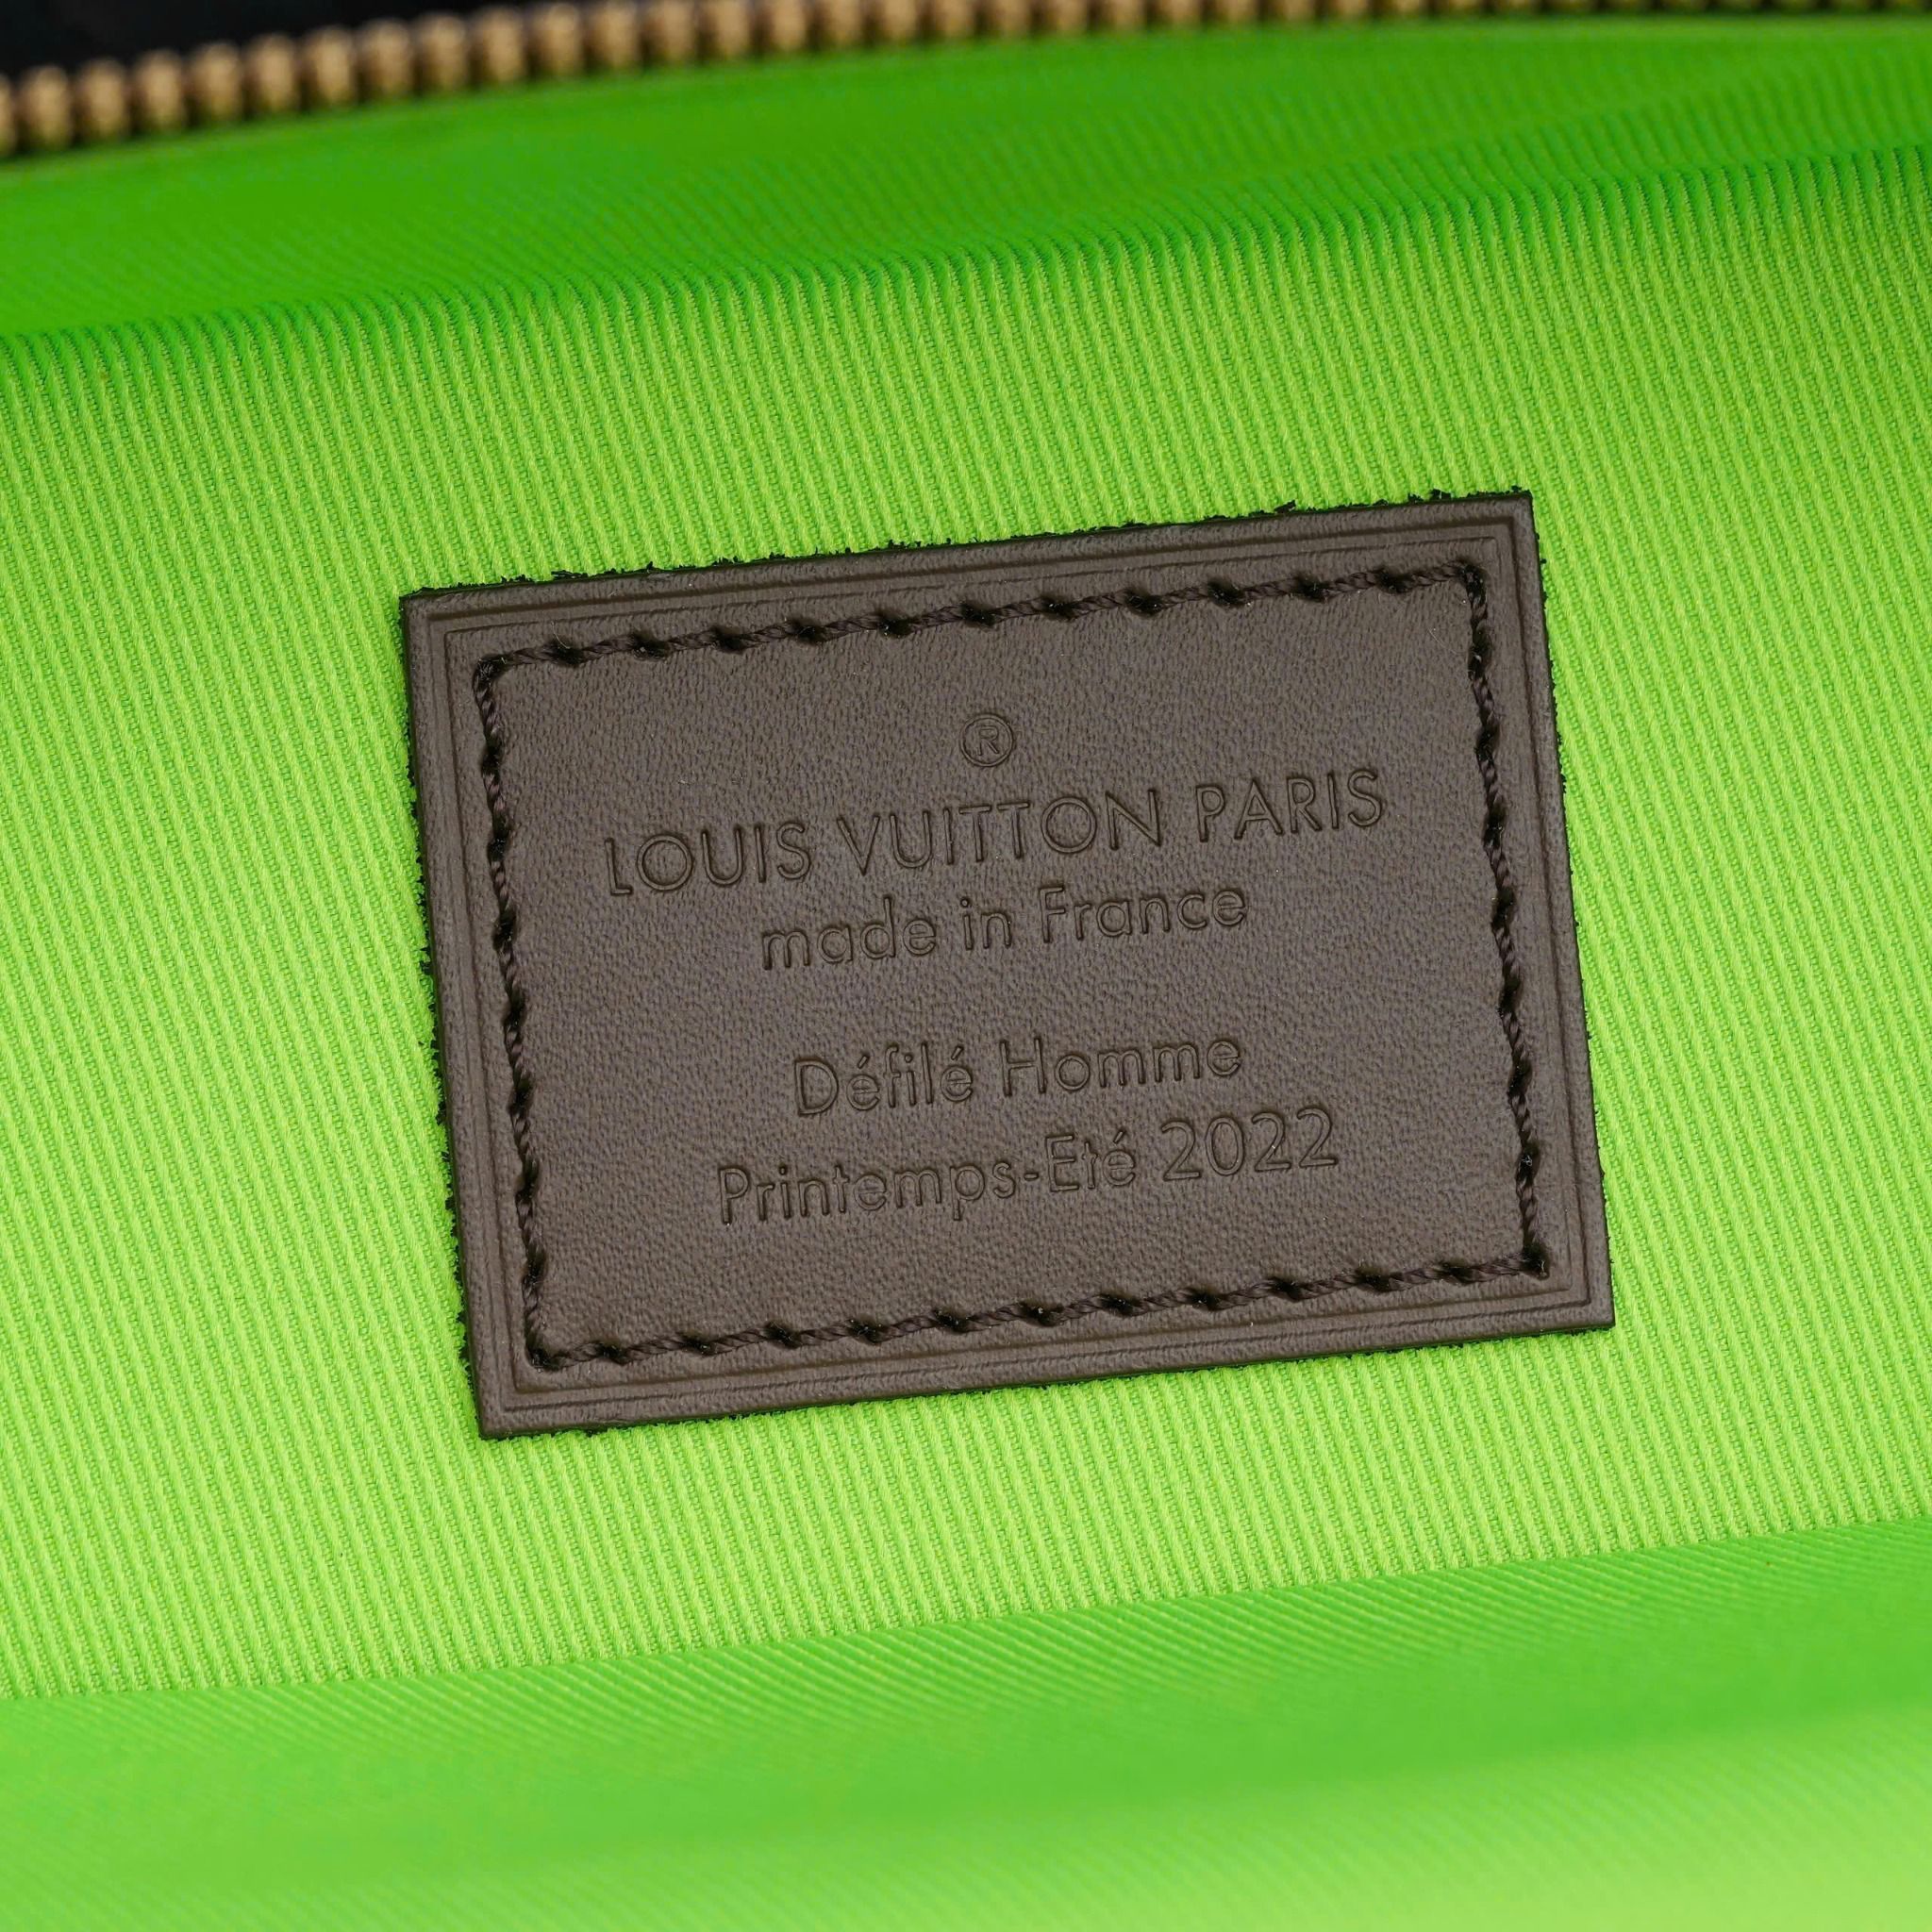 ®
LOUIS VUITTON PARIS
made in France
Défilé Homme
Printemps-Eté 2022